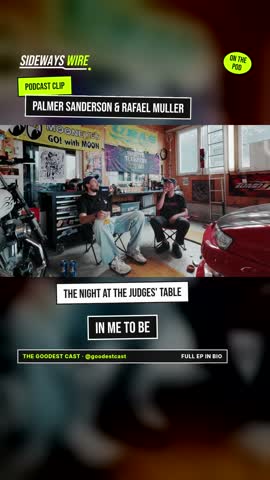 SIDEWAYS WIRE
ON THE
POD
PODCAST CLIP
PALMER SANDERSON & RAFAEL MULLER
MOONEYES
GO! with MOON
THE NIGHT AT THE JUDGES' TABLE
IN ME TO BE
THE GOODEST CAST · @goodestcast
FULL EP IN BIO